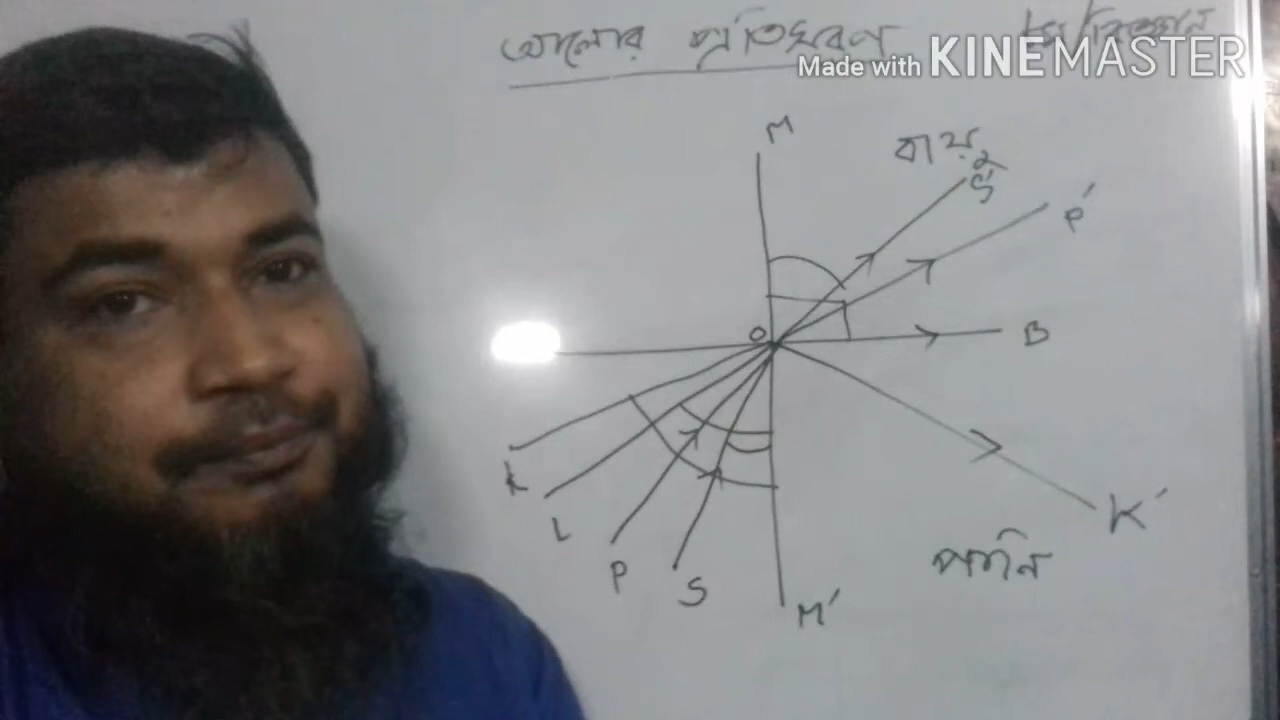 আলোর প্রতিসরণ
Made with KINEMASTER
M
বায়ু
S'
P'
O
B
K
L
P
S
M'
K'
পানি